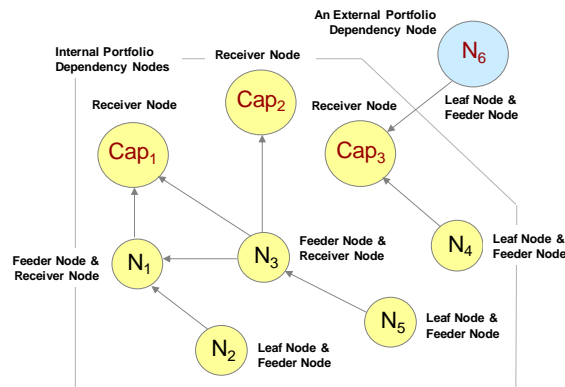 An External Portfolio
Dependency Node
N6
Internal Portfolio
Dependency Nodes
Receiver Node
Cap2
Leaf Node &
Feeder Node
Receiver Node
Cap1
Receiver Node
Cap3
Feeder Node &
Receiver Node
N1
N3
Feeder Node &
Receiver Node
N4
Leaf Node &
Feeder Node
N5
Leaf Node &
Feeder Node
N2
Leaf Node &
Feeder Node